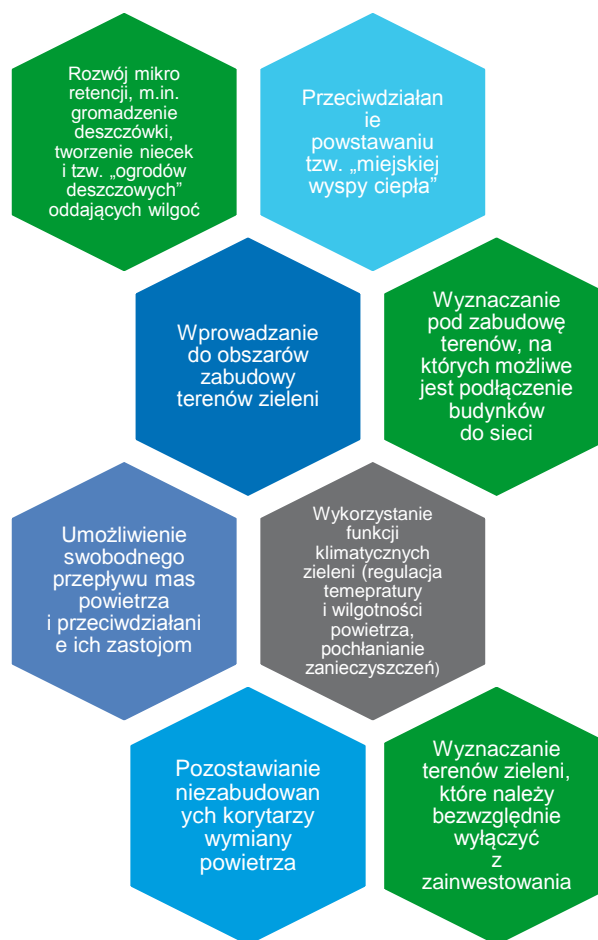 Rozwój mikro
retencji, m.in.
gromadzenie
deszczówki,
tworzenie niecek
i tzw. „ogrodów
deszczowych”
oddających wilgoć
Przeciwdziałan
ie
powstawaniu
tzw. „miejskiej
wyspy ciepła”
Wprowadzanie
do obszarów
zabudowy
terenów zieleni
Wyznaczanie
pod zabudowę
terenów, na
których możliwe
jest podłączenie
budynków
do sieci
Umożliwienie
swobodnego
przepływu mas
powietrza
i przeciwdziałani
e ich zastojom
Wykorzystanie
funkcji
klimatycznych
zieleni (regulacja
temepratury
i wilgotności
powietrza,
pochłanianie
zanieczyszczeń)
Pozostawianie
niezabudowan
ych korytarzy
wymiany
powietrza
Wyznaczanie
terenów zieleni,
które należy
bezwzględnie
wyłączyć
z
zainwestowania